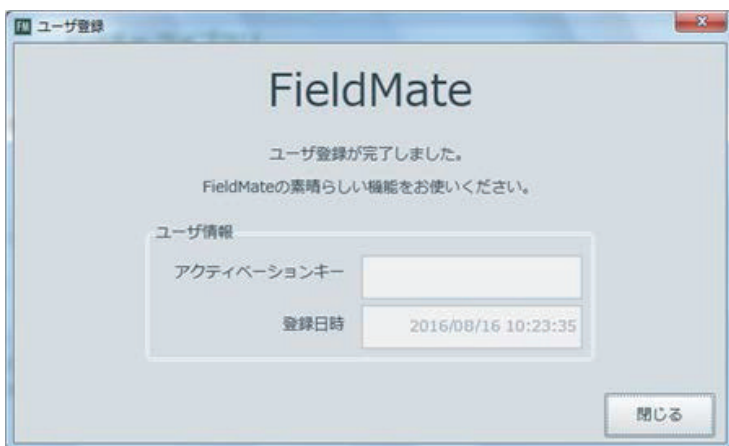 FM ユーザ登録
FieldMate
ユーザ登録が完了しました。
FieldMateの素晴らしい機能をお使いください。
ユーザ情報
アクティベーションキー
登録日時 2016/08/16 10:23:35
閉じる